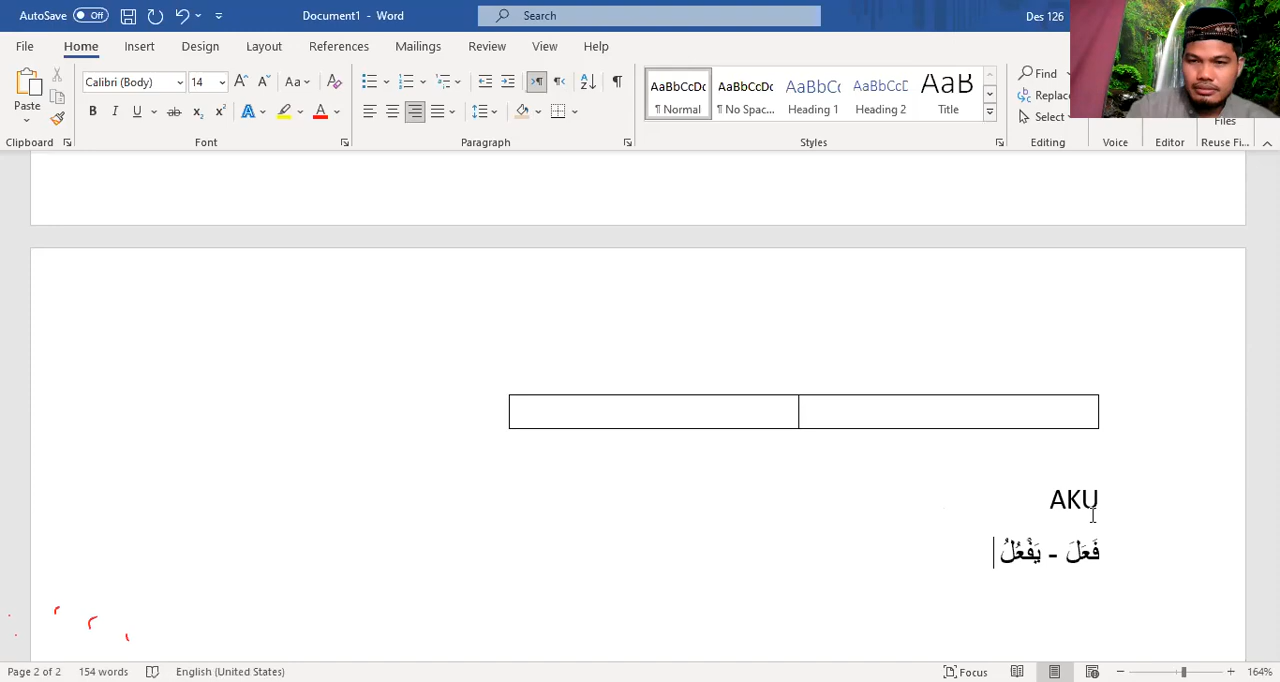 AutoSave Off Document1 - Word Search Des 126
File Home Insert Design Layout References Mailings Review View Help
Paste Calibri (Body) 14 Aa AaBbCcDc AaBbCcDc AaBbCc AaBbCcD AaB Find
¶ Normal ¶ No Spac... Heading 1 Heading 2 Title Replace
Select Files
Clipboard Font Paragraph Styles Editing Voice Editor Reuse Fi...
AKU
فَعَلَ - يَفْعُلُ
Page 2 of 2 154 words English (United States) Focus 164%